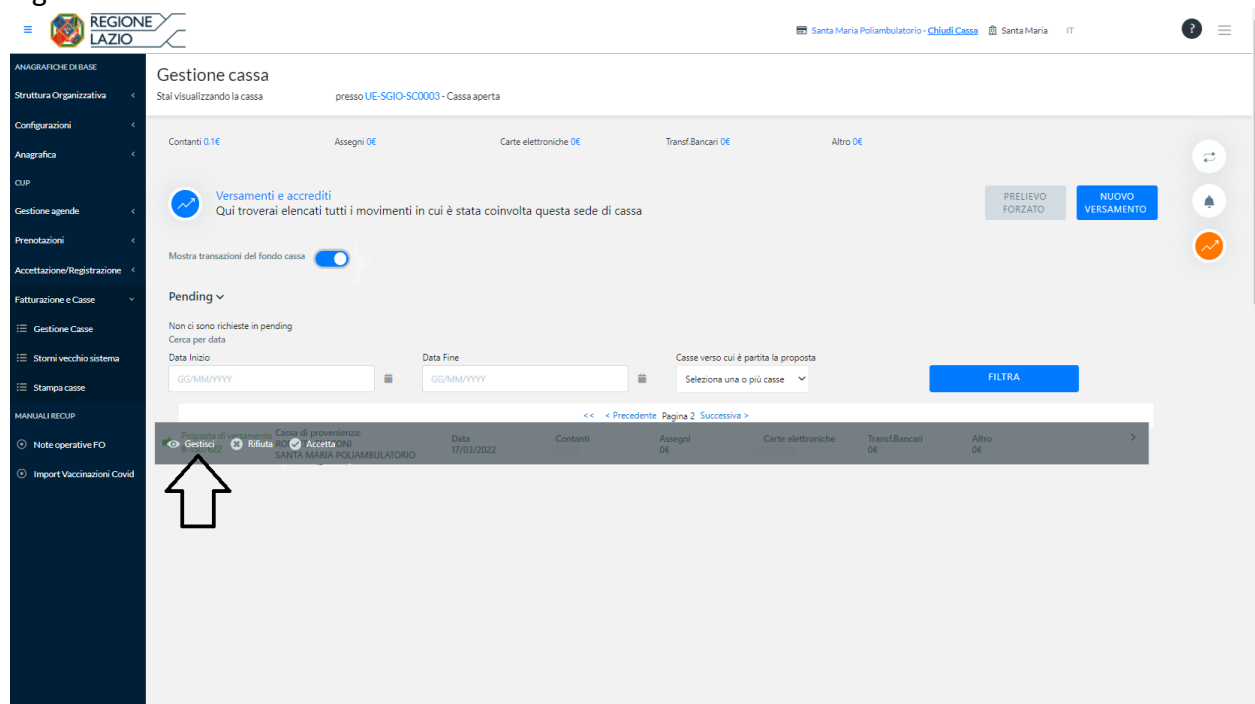 REGIONE
LAZIO
Santa Maria Poliambulatorio - Chiudi Cassa
Santa Maria
IT
?
ANAGRAFICHE DI BASE
Struttura Organizzativa
Configurazioni
Anagrafica
CUP
Gestione agende
Prenotazioni
Accettazione/Registrazione
Fatturazione e Casse
Gestione Casse
Storni vecchio sistema
Stampa casse
MANUALI RECUP
Note operative FO
Import Vaccinazioni Covid
Gestione cassa
Stai visualizzando la cassa presso UE-SGIO-SC0003 - Cassa aperta
Contanti 0.1€ Assegni 0€ Carte elettroniche 0€ Transf.Bancari 0€ Altro 0€
Versamenti e accrediti
Qui troverai elencati tutti i movimenti in cui è stata coinvolta questa sede di cassa
PRELIEVO
FORZATO
NUOVO
VERSAMENTO
Mostra transazioni del fondo cassa
Pending
Non ci sono richieste in pending
Cerca per data
Data Inizio Data Fine Casse verso cui è partita la proposta
GG/MM/YYYY GG/MM/YYYY Seleziona una o più casse FILTRA
<< < Precedente Pagina 2 Successiva >
Proposta di versamento Cassa di provenienza: Data Contanti Assegni Carte elettroniche Transf.Bancari Altro
Gestisci Rifiuta Accetta
SANTA MARIA POLIAMBULATORIO 17/03/2022 0€ 0€ 0€